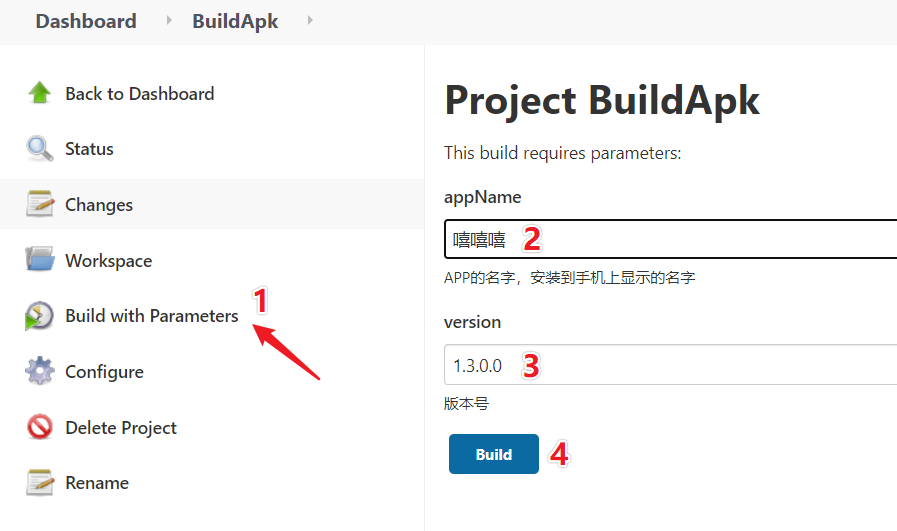 Dashboard BuildApk
Back to Dashboard
Status
Changes
Workspace
Build with Parameters 1
Configure
Delete Project
Rename
Project BuildApk
This build requires parameters:
appName
嘻嘻嘻 2
APP的名字，安装到手机上显示的名字
version
1.3.0.0 3
版本号
Build 4